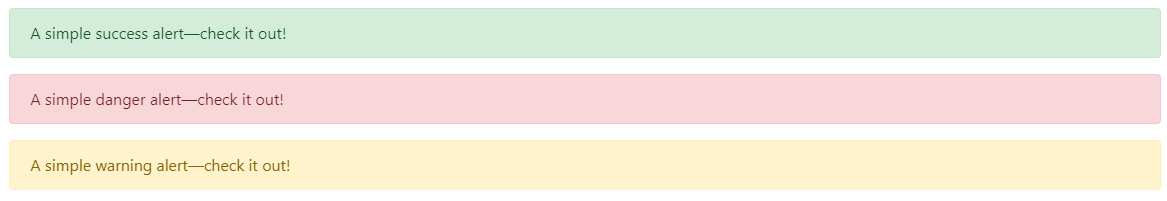 A simple success alert—check it out!
A simple danger alert—check it out!
A simple warning alert—check it out!